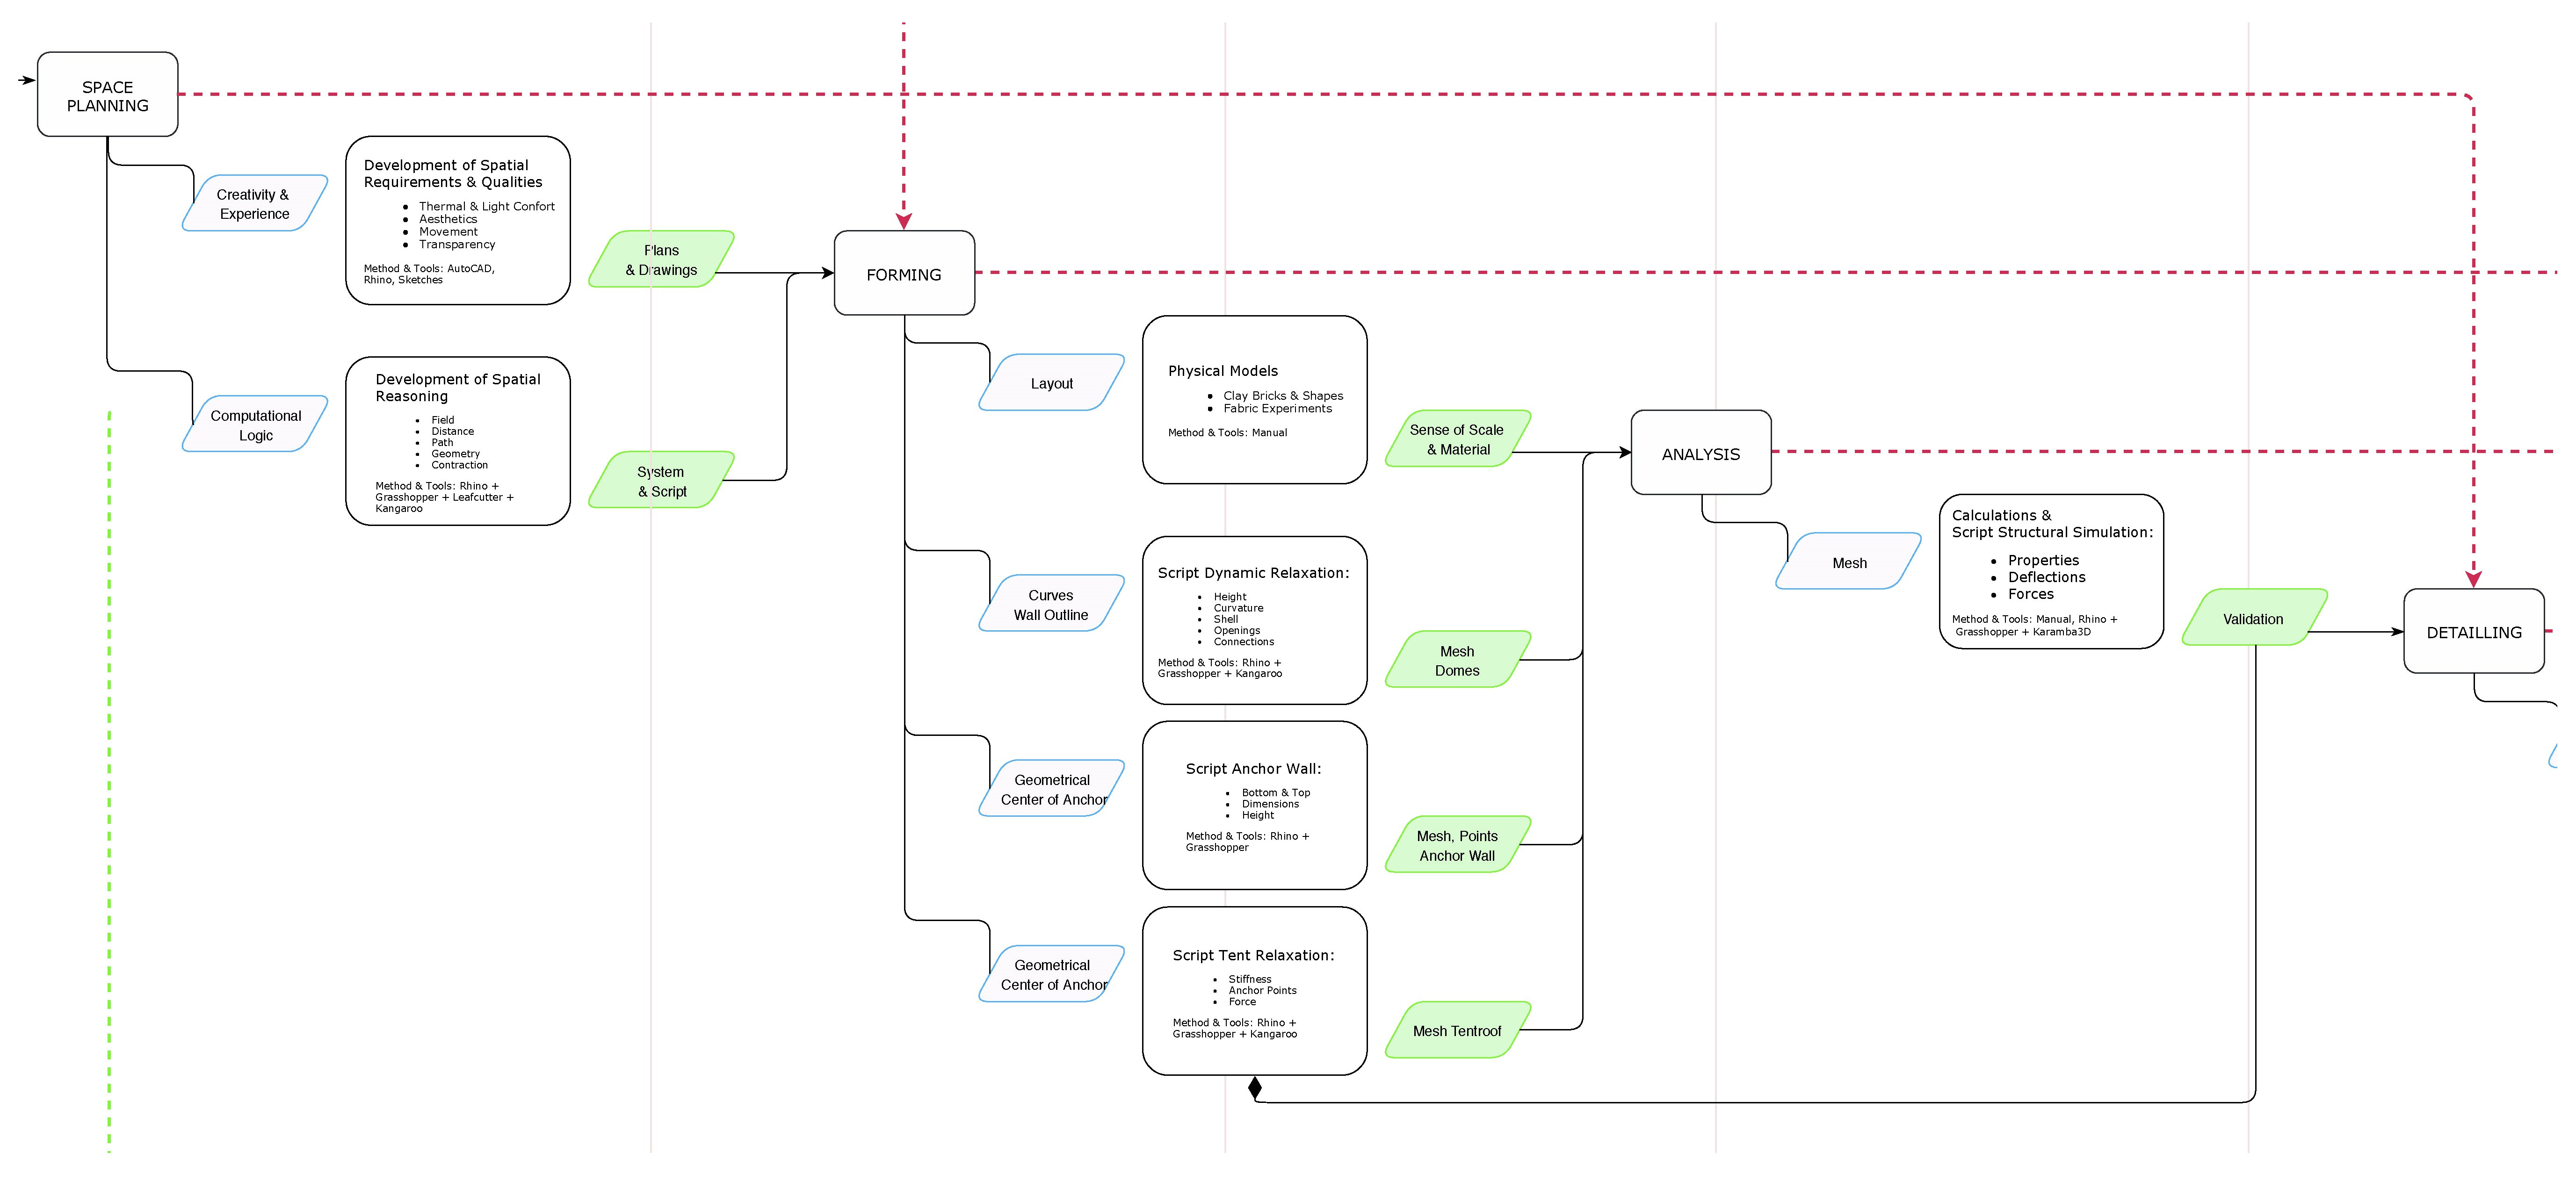 SPACE
PLANNING
Creativity &
Experience
Development of Spatial
Requirements & Qualities
● Thermal & Light Confort
● Aesthetics
● Movement
● Transparency
Method & Tools: AutoCAD,
Rhino, Sketches
Plans
& Drawings
Computational
Logic
Development of Spatial
Reasoning
• Field
• Distance
• Path
• Geometry
• Contraction
Method & Tools: Rhino +
Grasshopper + Leafcutter +
Kangaroo
System
& Script
FORMING
Layout
Physical Models
● Clay Bricks & Shapes
● Fabric Experiments
Method & Tools: Manual
Sense of Scale
& Material
Curves
Wall Outline
Script Dynamic Relaxation:
• Height
• Curvature
• Shell
• Openings
• Connections
Method & Tools: Rhino +
Grasshopper + Kangaroo
Mesh
Domes
Geometrical
Center of Anchor
Script Anchor Wall:
• Bottom & Top
• Dimensions
• Height
Method & Tools: Rhino +
Grasshopper
Mesh, Points
Anchor Wall
Geometrical
Center of Anchor
Script Tent Relaxation:
• Stiffness
• Anchor Points
• Force
Method & Tools: Rhino +
Grasshopper + Kangaroo
Mesh Tentroof
ANALYSIS
Mesh
Calculations &
Script Structural Simulation:
• Properties
• Deflections
• Forces
Method & Tools: Manual, Rhino +
Grasshopper + Karamba3D
Validation
DETAILLING